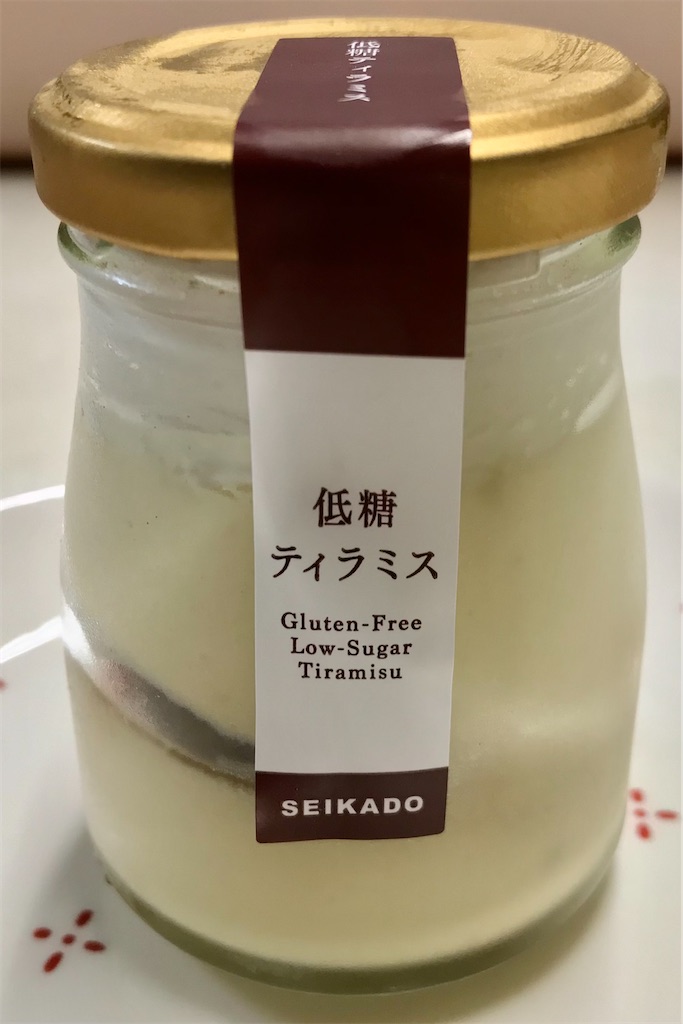 低糖ティラミス
低糖
ティラミス
Gluten-Free
Low-Sugar
Tiramisu
SEIKADO